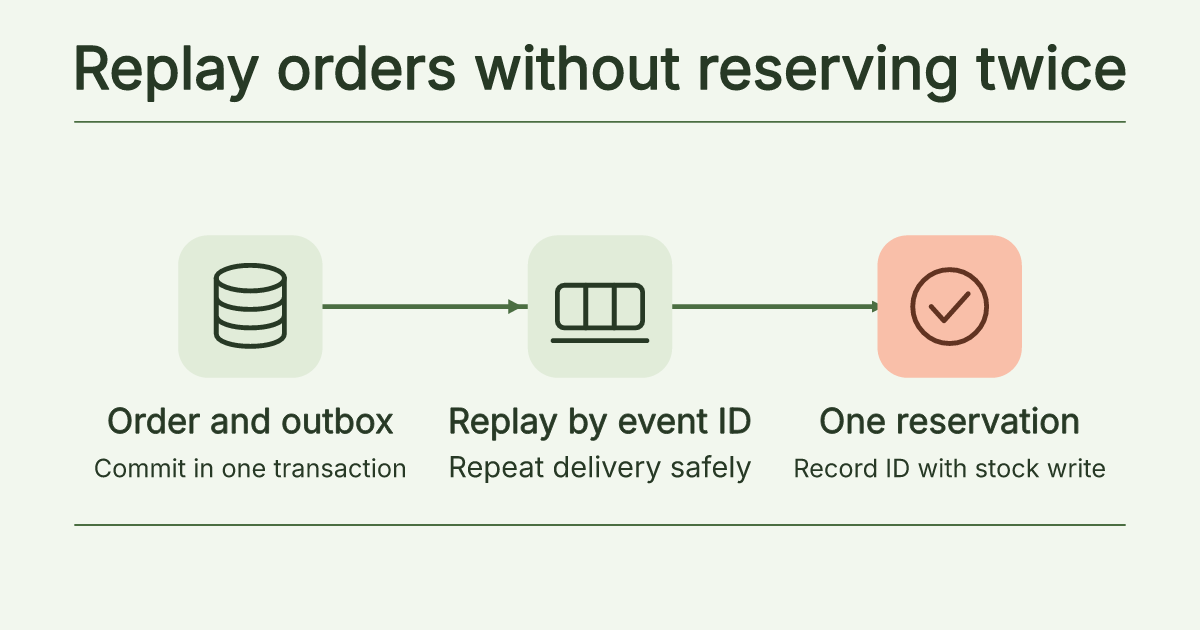 Replay orders without reserving twice
Order and outbox
Commit in one transaction
Replay by event ID
Repeat delivery safely
One reservation
Record ID with stock write